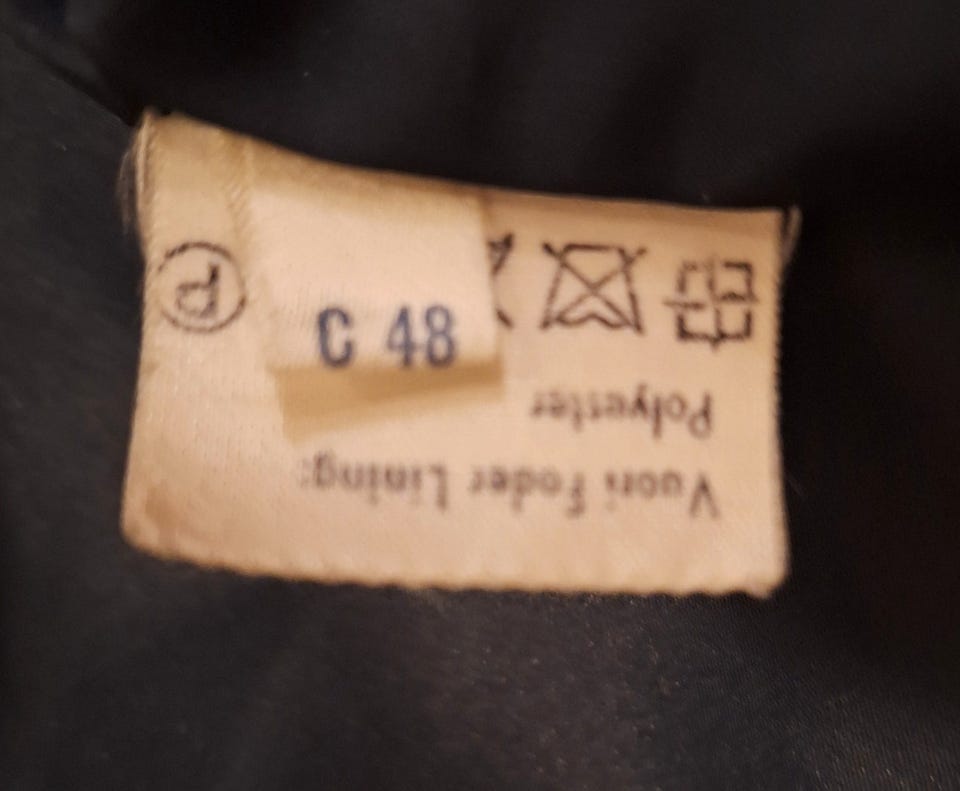 C 48
Vuori Foder Lining:
Polyester
P